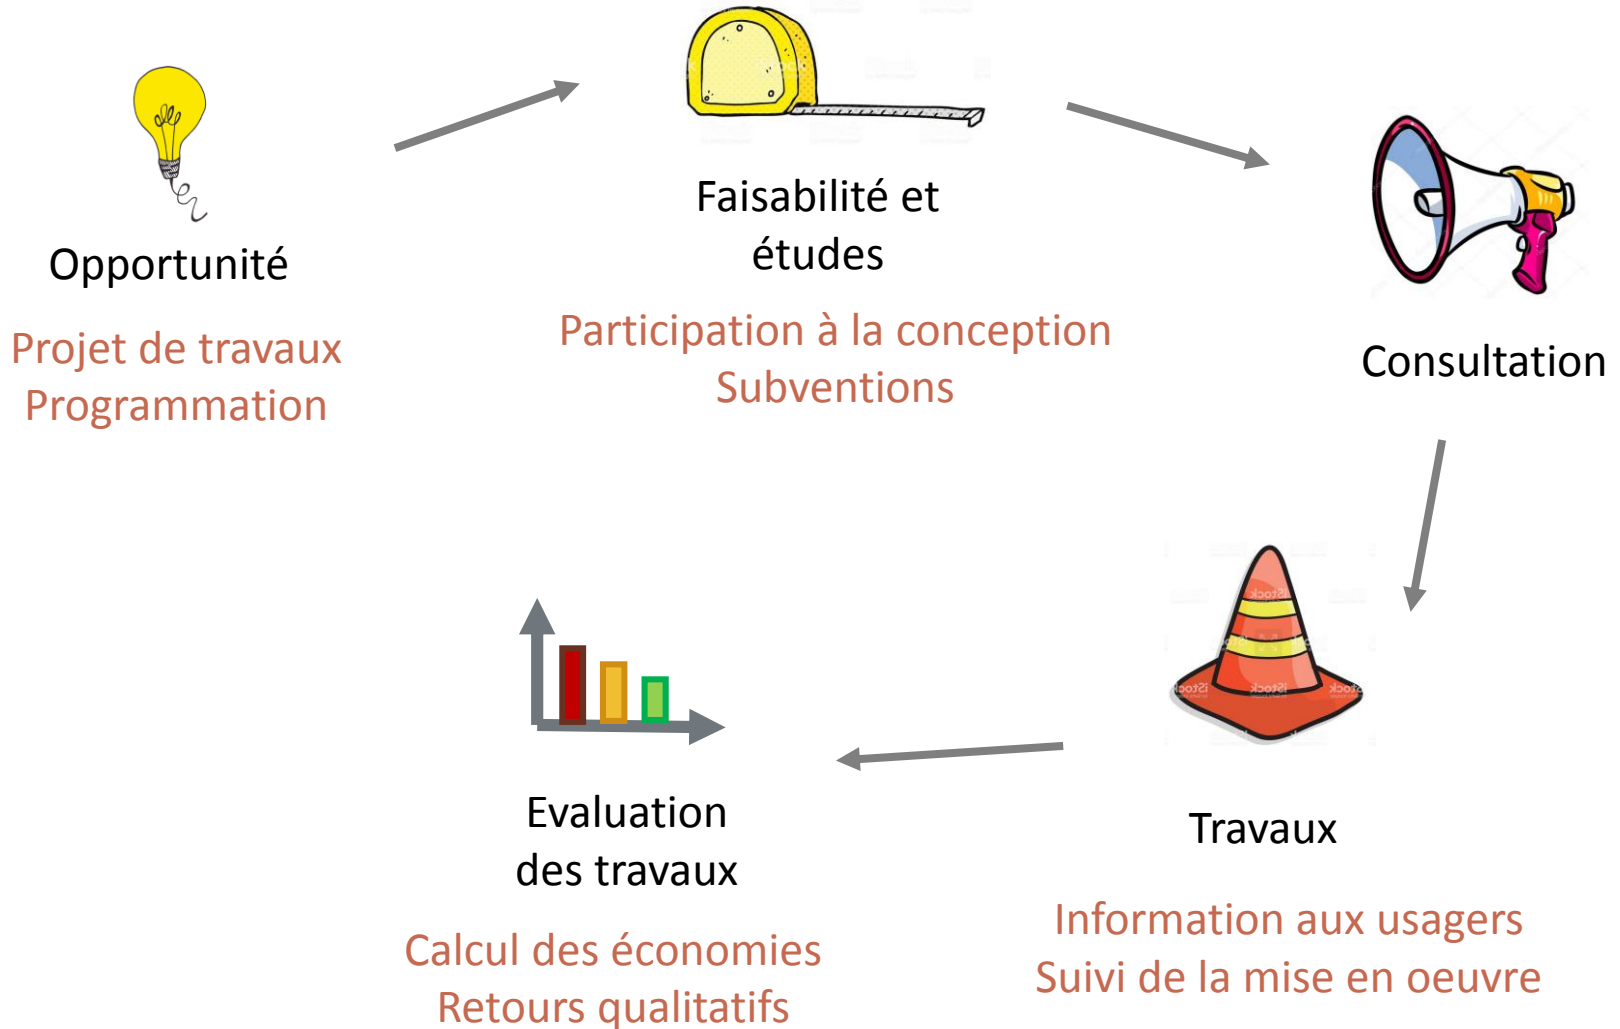 Opportunité
Projet de travaux
Programmation
Faisabilité et
études
Participation à la conception
Subventions
Consultation
Travaux
Information aux usagers
Suivi de la mise en oeuvre
Evaluation
des travaux
Calcul des économies
Retours qualitatifs